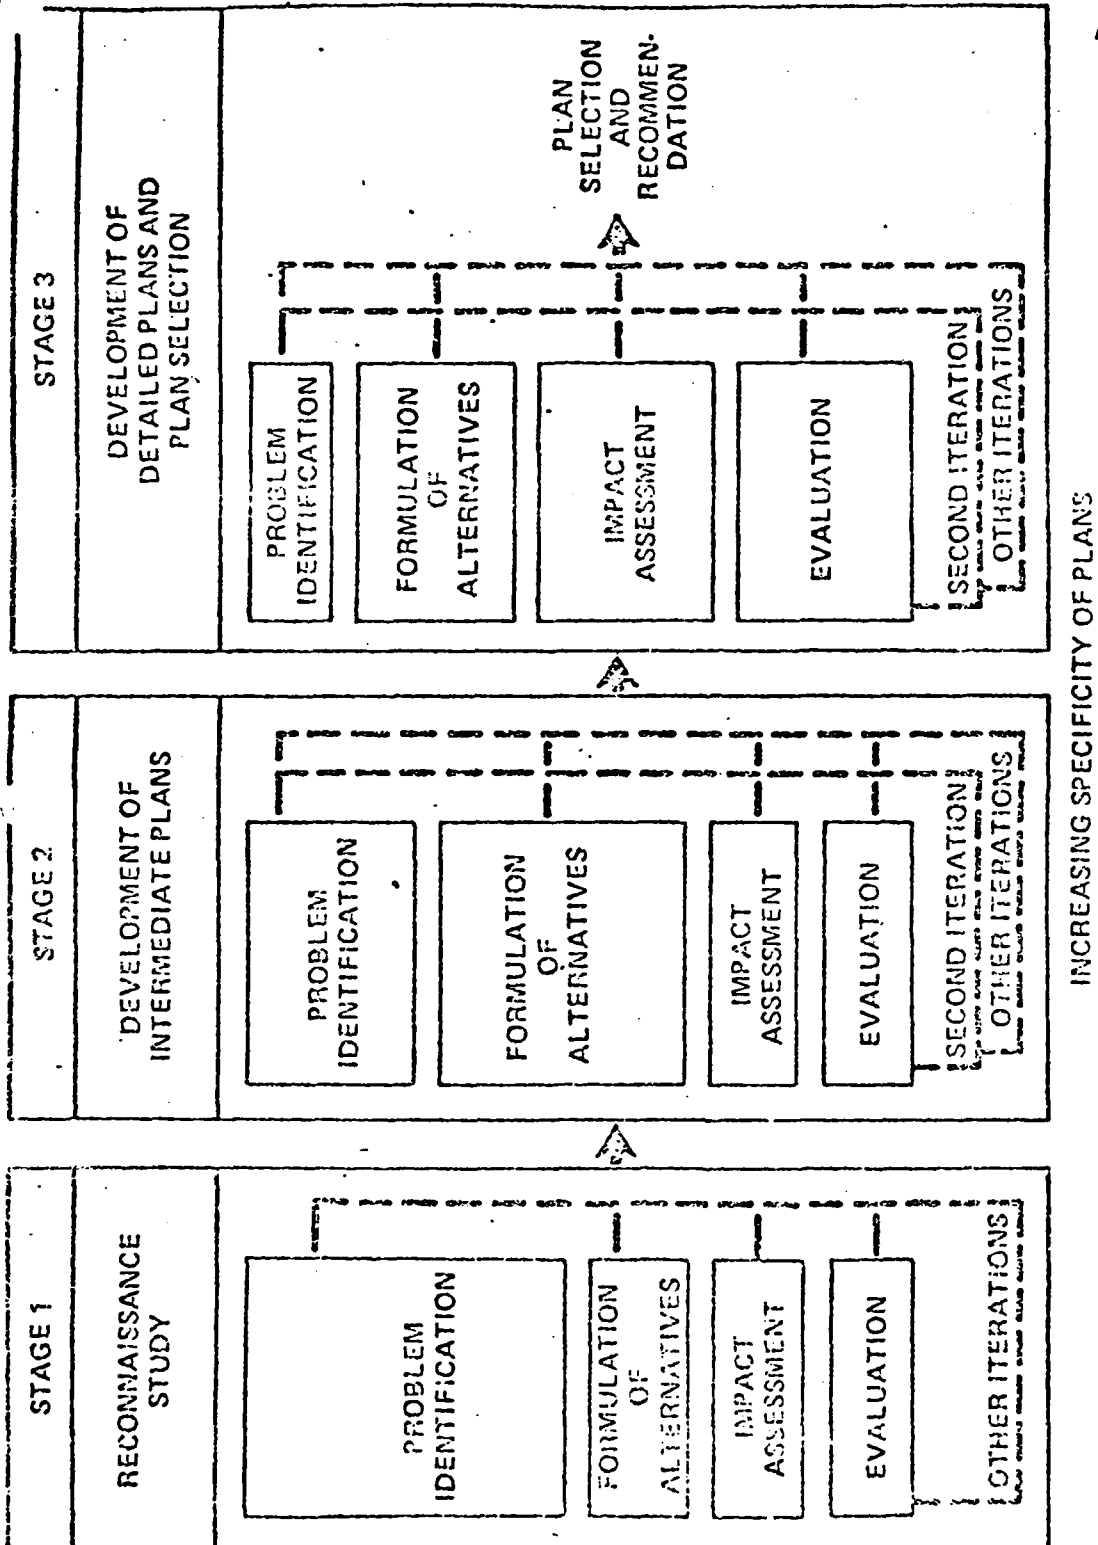 STAGE 1
RECONNAISSANCE
STUDY
PROBLEM
IDENTIFICATION
FORMULATION
OF
ALTERNATIVES
IMPACT
ASSESSMENT
EVALUATION
OTHER ITERATIONS
STAGE 2
DEVELOPMENT OF
INTERMEDIATE PLANS
PROBLEM
IDENTIFICATION
FORMULATION
OF
ALTERNATIVES
IMPACT
ASSESSMENT
EVALUATION
SECOND ITERATION
OTHER ITERATIONS
STAGE 3
DEVELOPMENT OF
DETAILED PLANS AND
PLAN SELECTION
PROBLEM
IDENTIFICATION
FORMULATION
OF
ALTERNATIVES
IMPACT
ASSESSMENT
EVALUATION
SECOND ITERATION
OTHER ITERATIONS
PLAN
SELECTION
AND
RECOMMEN-
DATION
INCREASING SPECIFICITY OF PLANS